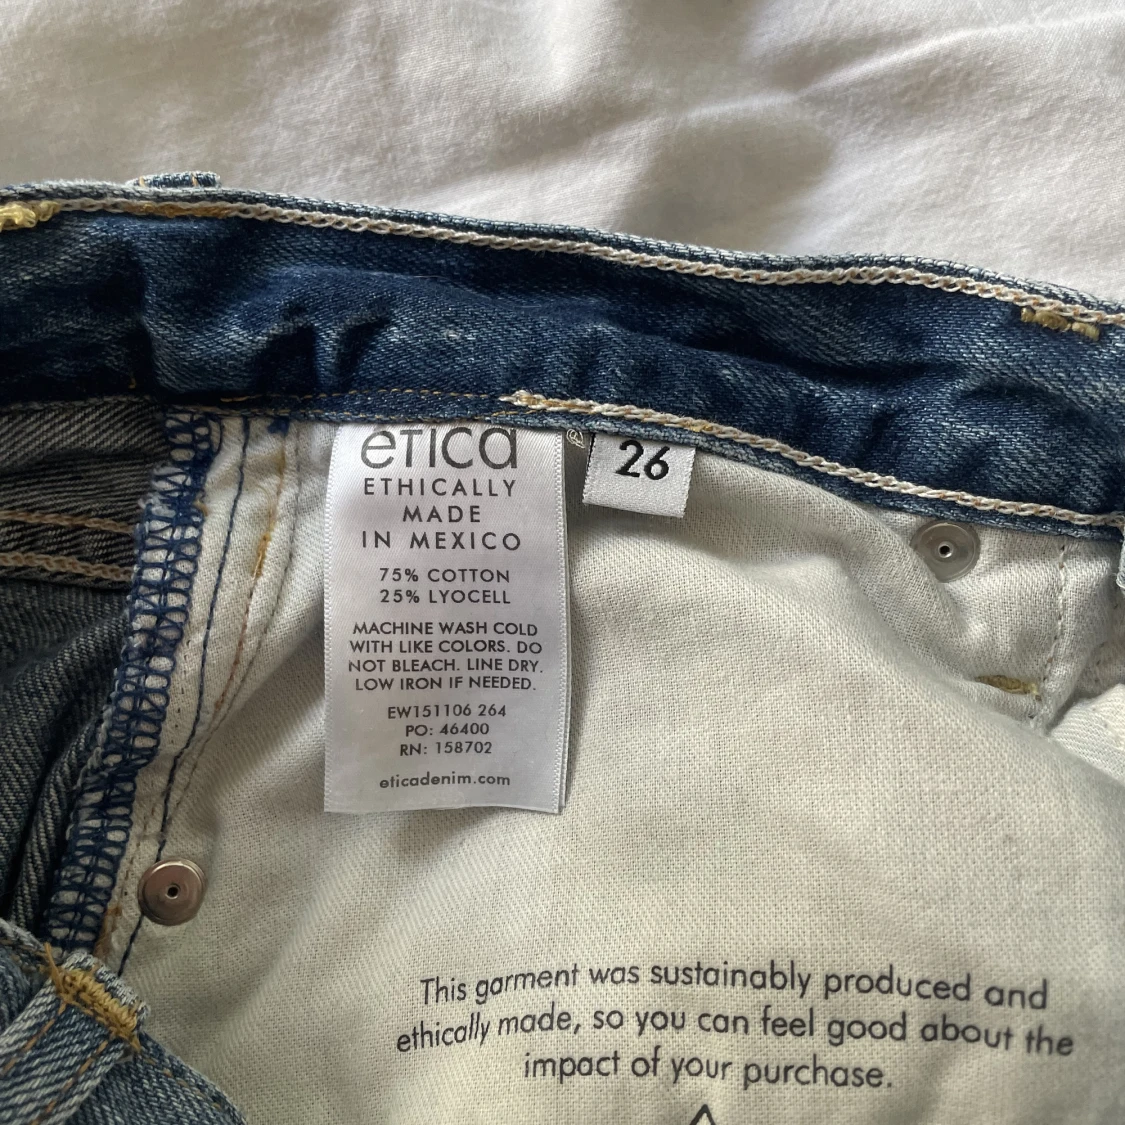 ética
ETHICALLY
MADE
IN MEXICO
75% COTTON
25% LYOCELL
MACHINE WASH COLD
WITH LIKE COLORS. DO
NOT BLEACH. LINE DRY.
LOW IRON IF NEEDED.
EW151106 264
PO: 46400
RN: 158702
eticadenim.com
26
This garment was sustainably produced and
ethically made, so you can feel good about the
impact of your purchase.